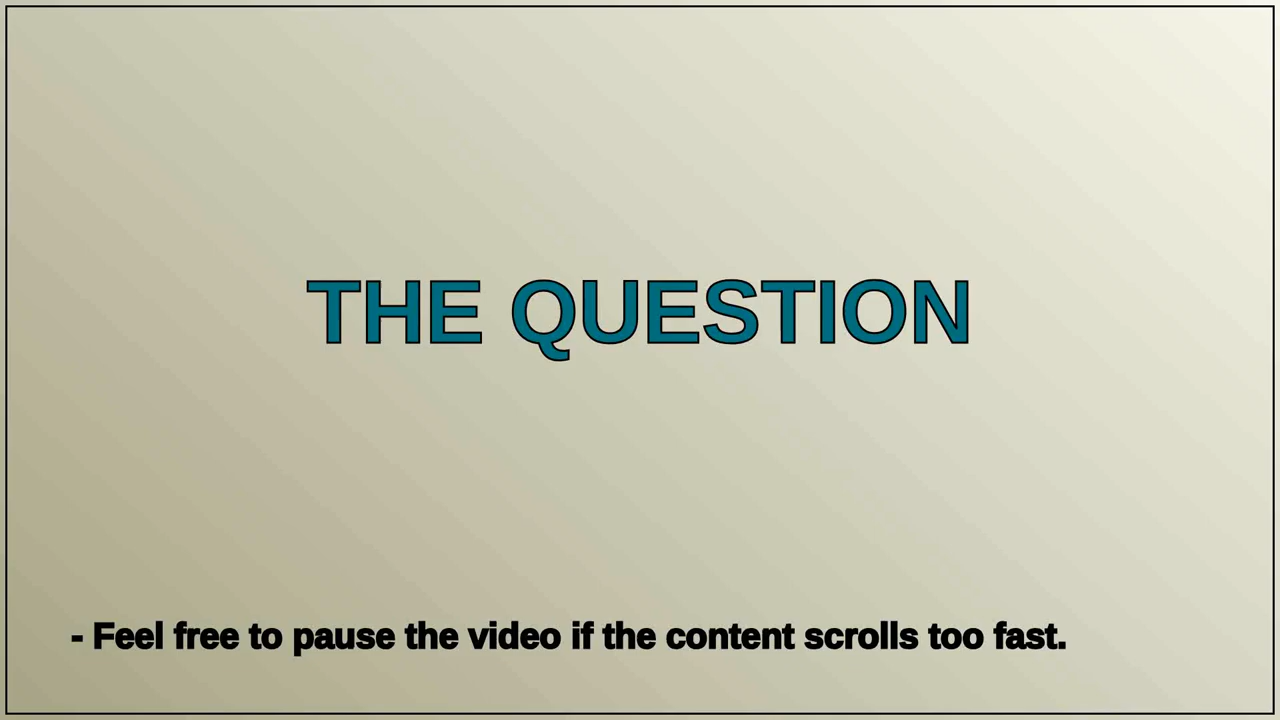 THE QUESTION
- Feel free to pause the video if the content scrolls too fast.